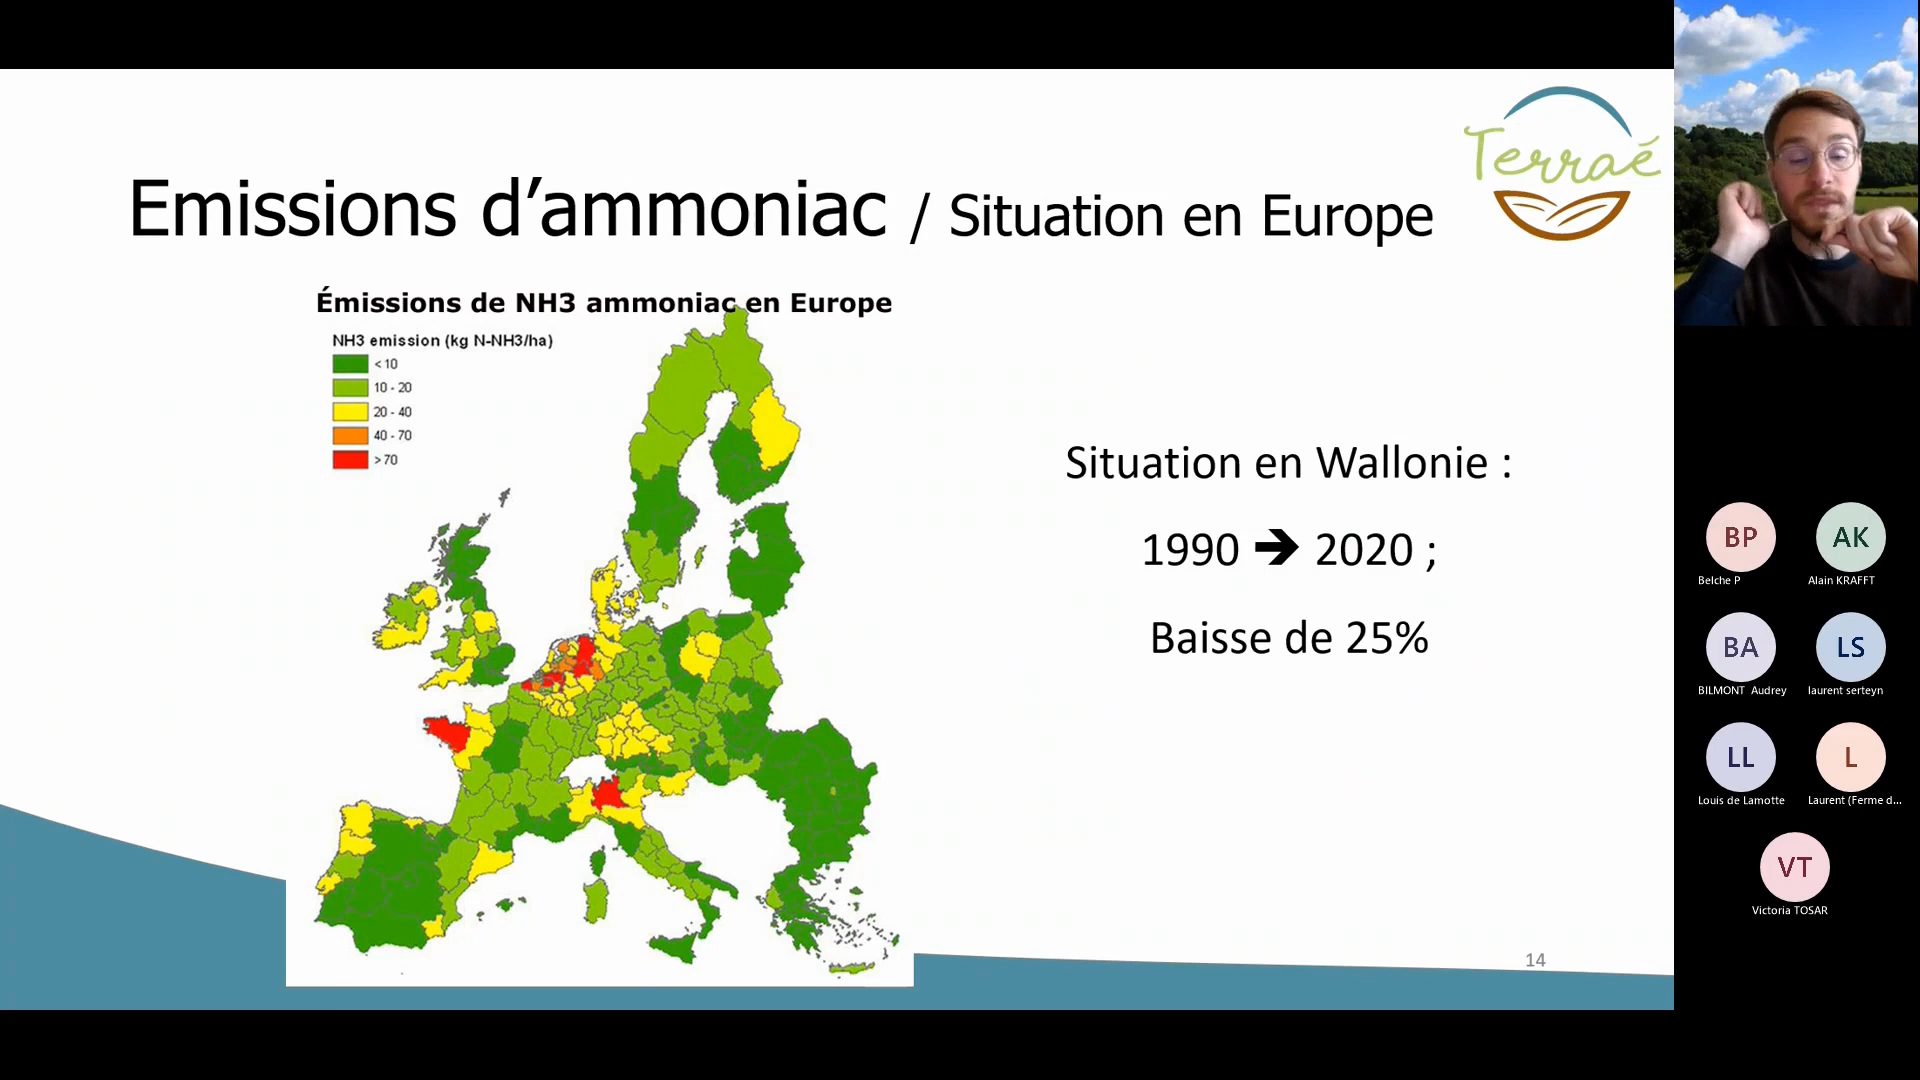 Terraé
Emissions d’ammoniac / Situation en Europe
Émissions de NH3 ammoniac en Europe
NH3 emission (kg N-NH3/ha)
< 10
10 - 20
20 - 40
40 - 70
> 70
Situation en Wallonie :
1990 🡺 2020 ;
Baisse de 25%
14
BP
Belche P
AK
Alain KRAFFT
BA
BILMONT Audrey
LS
laurent serteyn
LL
Louis de Lamotte
L
Laurent (Ferme d...
VT
Victoria TOSAR